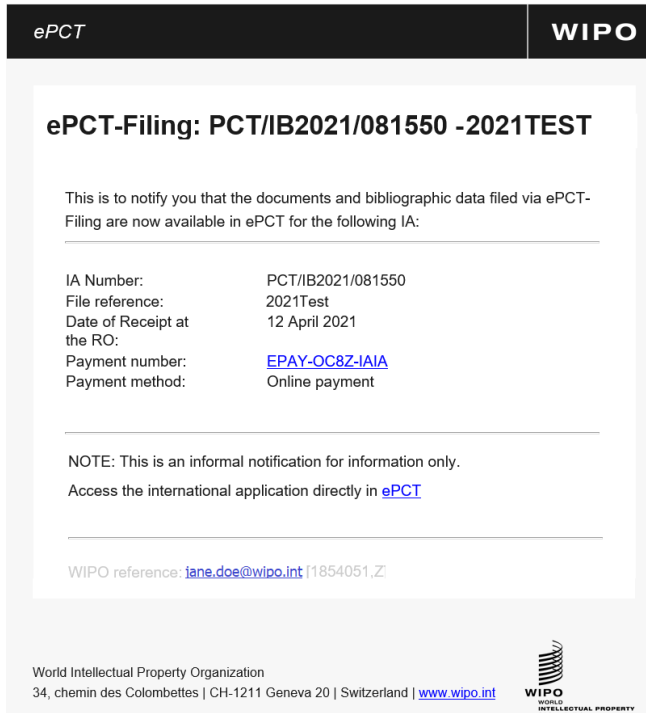 ePCT
WIPO
ePCT-Filing: PCT/IB2021/081550 -2021TEST
This is to notify you that the documents and bibliographic data filed via ePCT-
Filing are now available in ePCT for the following IA:
IA Number: PCT/IB2021/081550
File reference: 2021Test
Date of Receipt at 12 April 2021
the RO:
Payment number: EPAY-OC8Z-IAIA
Payment method: Online payment
NOTE: This is an informal notification for information only.
Access the international application directly in ePCT
WIPO reference: jane.doe@wipo.int [1854051,Z]
World Intellectual Property Organization
34, chemin des Colombettes | CH-1211 Geneva 20 | Switzerland | www.wipo.int
WIPO
WORLD
INTELLECTUAL PROPERTY